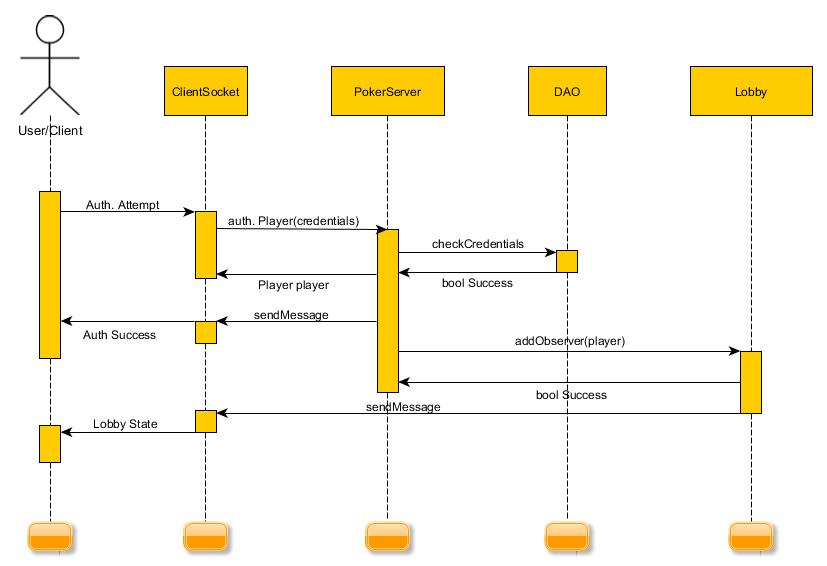 ClientSocket
PokerServer
DAO
Lobby
User/Client
Auth. Attempt
auth. Player(credentials)
checkCredentials
Player player
bool Success
sendMessage
Auth Success
addObserver(player)
bool Success
sendMessage
Lobby State